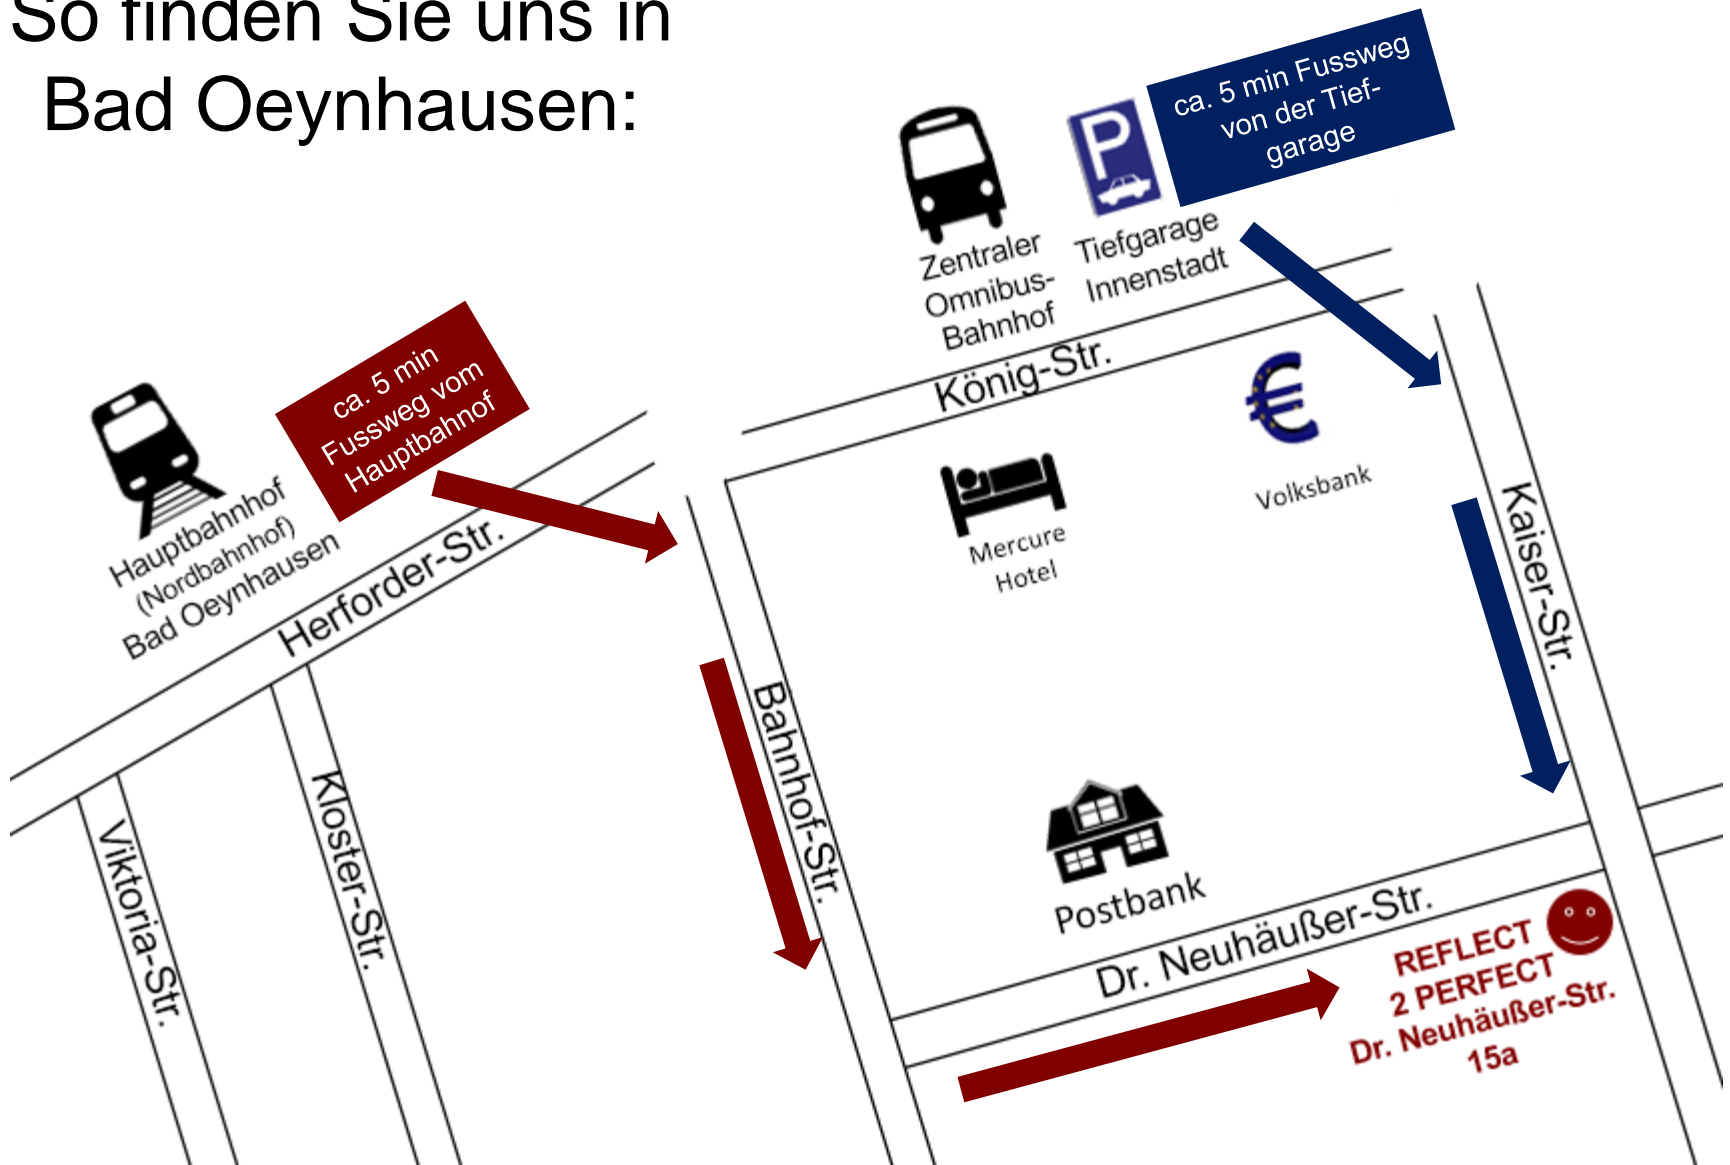 So finden Sie uns in
Bad Oeynhausen:
ca. 5 min Fussweg
von der Tief-
garage
P
Zentraler
Omnibus-
Bahnhof
Tiefgarage
Innenstadt
König-Str.
ca. 5 min
Fussweg vom
Hauptbahnhof
Hauptbahnhof
(Nordbahnhof)
Bad Oeynhausen
Herforder-Str.
€
Volksbank
Mercure
Hotel
Kaiser-Str.
Bahnhof-Str.
Kloster-Str.
Viktoria-Str.
Postbank
Dr. Neuhäußer-Str.
REFLECT
2 PERFECT
Dr. Neuhäußer-Str.
15a